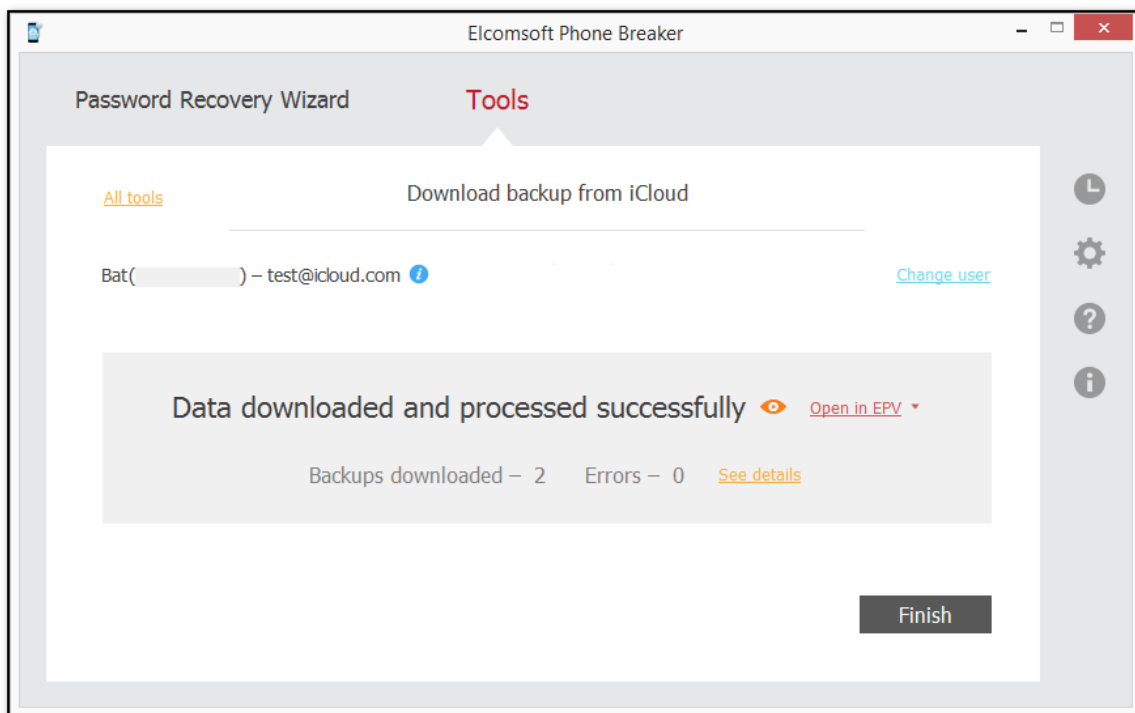 Elcomsoft Phone Breaker
Password Recovery Wizard Tools
All tools Download backup from iCloud
Bat( ) – test@icloud.com Change user
Data downloaded and processed successfully Open in EPV
Backups downloaded – 2 Errors – 0 See details
Finish